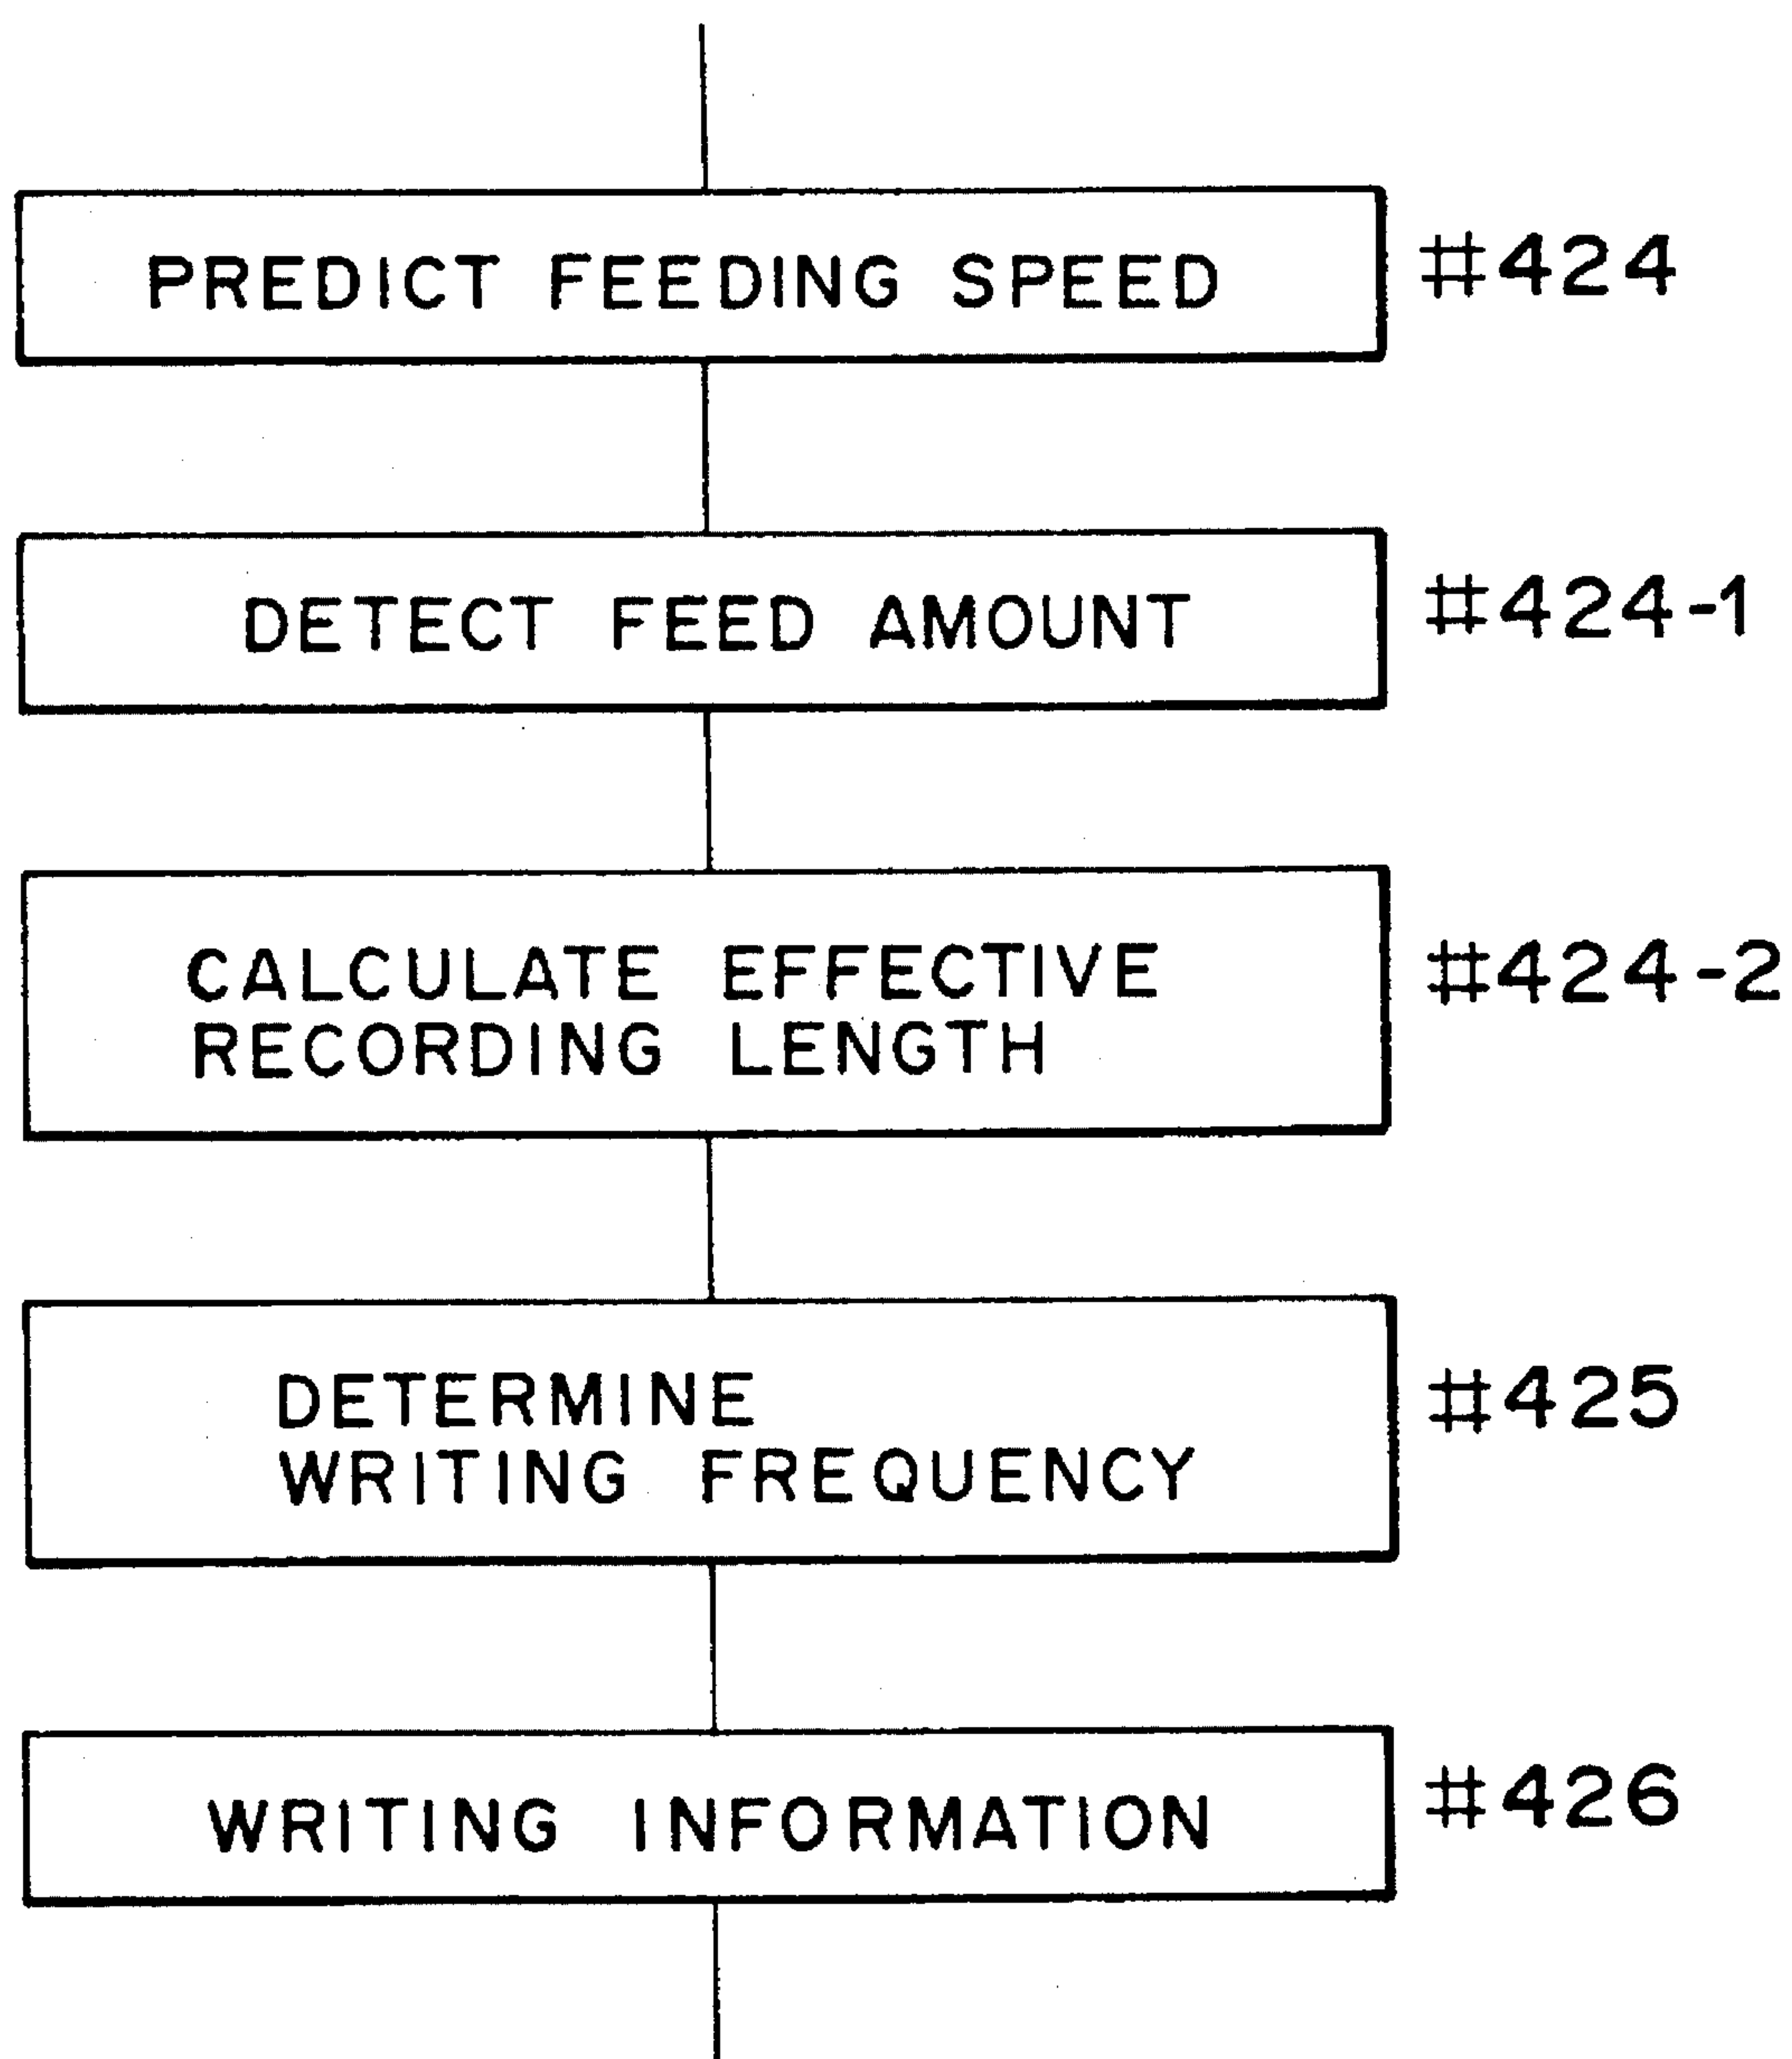 PREDICT FEEDING SPEED #424
DETECT FEED AMOUNT #424-1
CALCULATE EFFECTIVE #424-2
RECORDING LENGTH
DETERMINE #425
WRITING FREQUENCY
WRITING INFORMATION #426